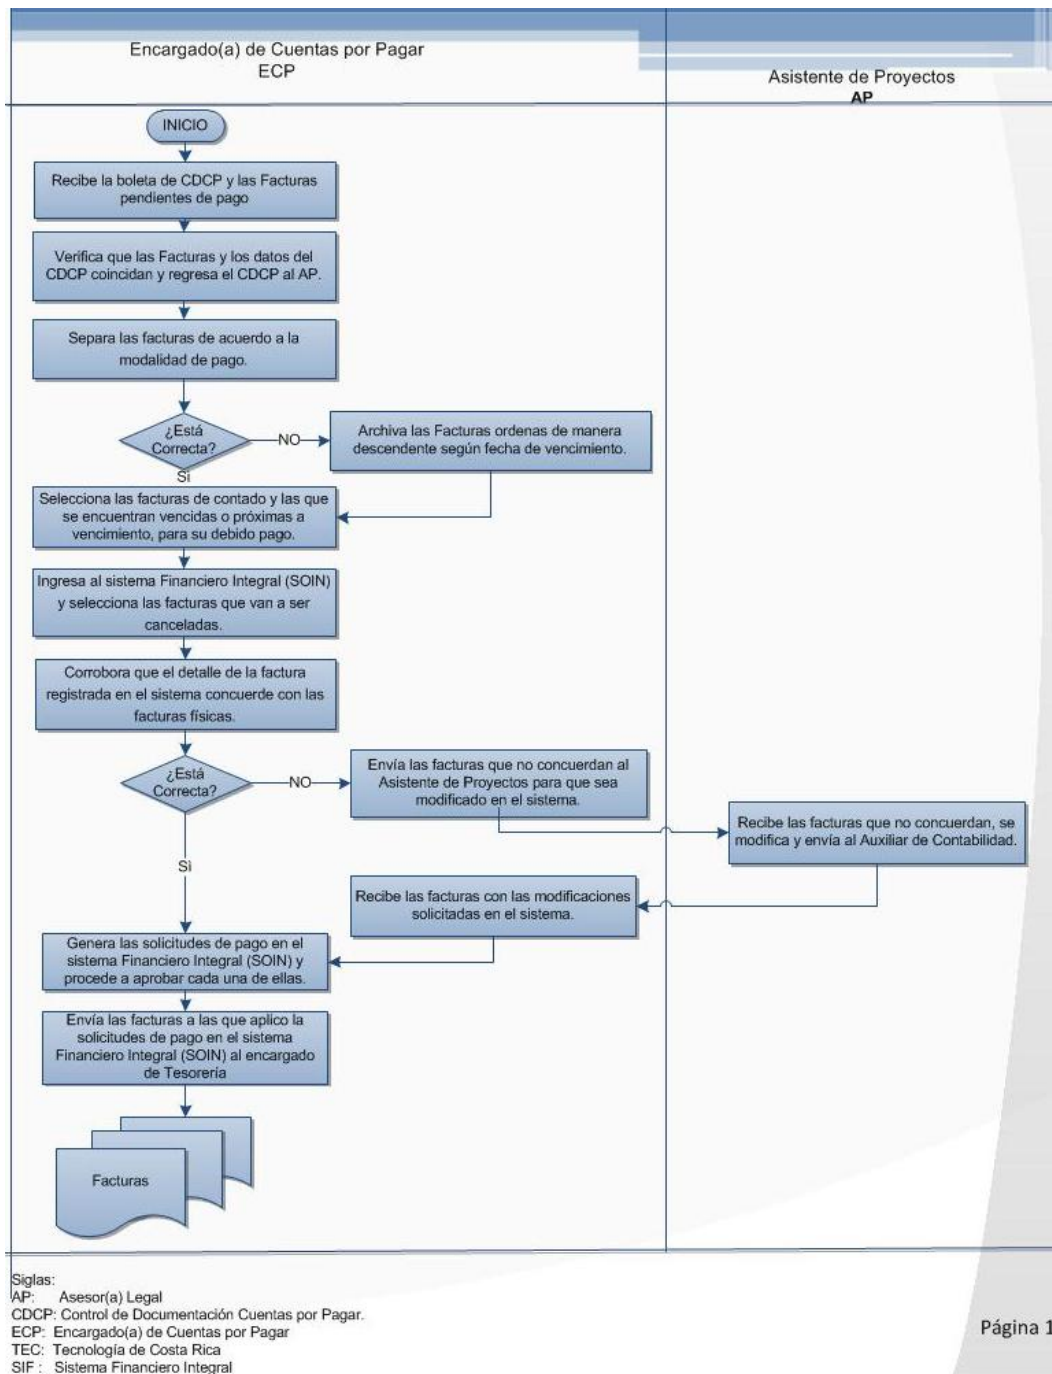 Encargado(a) de Cuentas por Pagar
ECP
Asistente de Proyectos
AP
INICIO
Recibe la boleta de CDCP y las Facturas
pendientes de pago
Verifica que las Facturas y los datos del
CDCP coincidan y regresa el CDCP al AP.
Separa las facturas de acuerdo a la
modalidad de pago.
¿Está
Correcta?
NO
Archiva las Facturas ordenas de manera
descendente según fecha de vencimiento.
Sì
Selecciona las facturas de contado y las que
se encuentran vencidas o próximas a
vencimiento, para su debido pago.
Ingresa al sistema Financiero Integral (SOIN)
y selecciona las facturas que van a ser
canceladas.
Corrobora que el detalle de la factura
registrada en el sistema concuerde con las
facturas físicas.
¿Está
Correcta?
NO
Envía las facturas que no concuerdan al
Asistente de Proyectos para que sea
modificado en el sistema.
Recibe las facturas que no concuerdan, se
modifica y envía al Auxiliar de Contabilidad.
Sì
Recibe las facturas con las modificaciones
solicitadas en el sistema.
Genera las solicitudes de pago en el
sistema Financiero Integral (SOIN) y
procede a aprobar cada una de ellas.
Envía las facturas a las que aplico la
solicitudes de pago en el sistema
Financiero Integral (SOIN) al encargado
de Tesorería
Facturas
Siglas:
AP: Asesor(a) Legal
CDCP: Control de Documentación Cuentas por Pagar.
ECP: Encargado(a) de Cuentas por Pagar
TEC: Tecnología de Costa Rica
SIF : Sistema Financiero Integral
Página 1